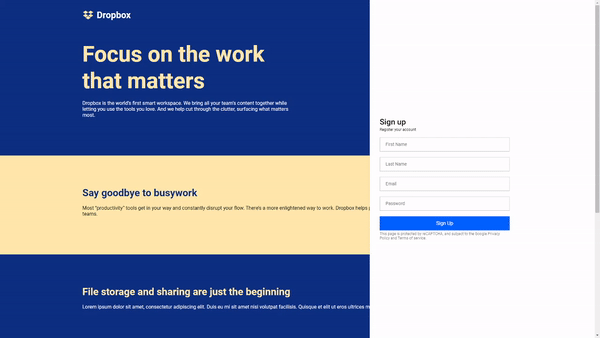 Dropbox
Focus on the work
that matters
Dropbox is the world's first smart workspace. We bring all your team's content together while
letting you use the tools you love. And we help cut through the clutter, surfacing what matters
most.
Say goodbye to busywork
Most "productivity" tools get in your way and constantly disrupt your flow. There's a more enlightened way to work. Dropbox helps
teams.
File storage and sharing are just the beginning
Lorem ipsum dolor sit amet, consectetur adipiscing elit. Duis eu mi sit amet nisi volutpat facilisis. Quisque et elit ut eros ultrices
Sign up
Register your account
First Name
Last Name
Email
Password
Sign Up
This page is protected by reCAPTCHA, and subject to the Google Privacy
Policy and Terms of service.